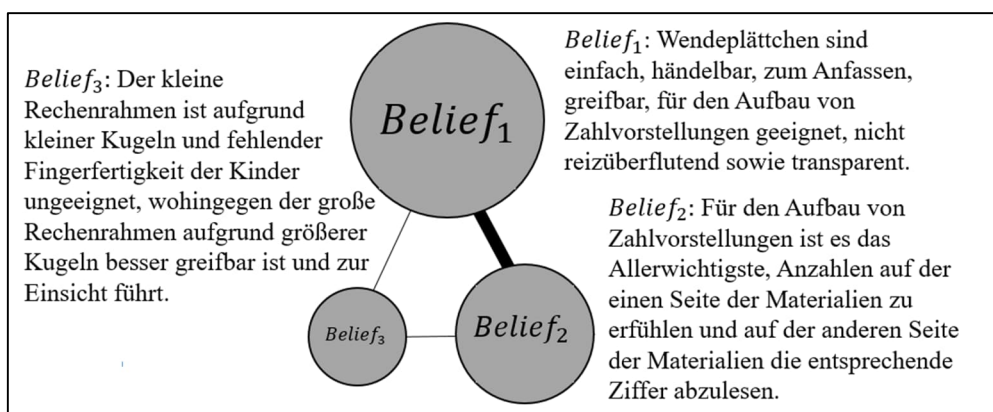 Belief₃: Der kleine
Rechenrahmen ist aufgrund
kleiner Kugeln und fehlender
Fingerfertigkeit der Kinder
ungeeignet, wohingegen der große
Rechenrahmen aufgrund größerer
Kugeln besser greifbar ist und zur
Einsicht führt.
Belief₁
Belief₃
Belief₂
Belief₁: Wendeplättchen sind
einfach, händelbar, zum Anfassen,
greifbar, für den Aufbau von
Zahlvorstellungen geeignet, nicht
reizüberflutend sowie transparent.
Belief₂: Für den Aufbau von
Zahlvorstellungen ist es das
Allerwichtigste, Anzahlen auf der
einen Seite der Materialien zu
erfühlen und auf der anderen Seite
der Materialien die entsprechende
Ziffer abzulesen.